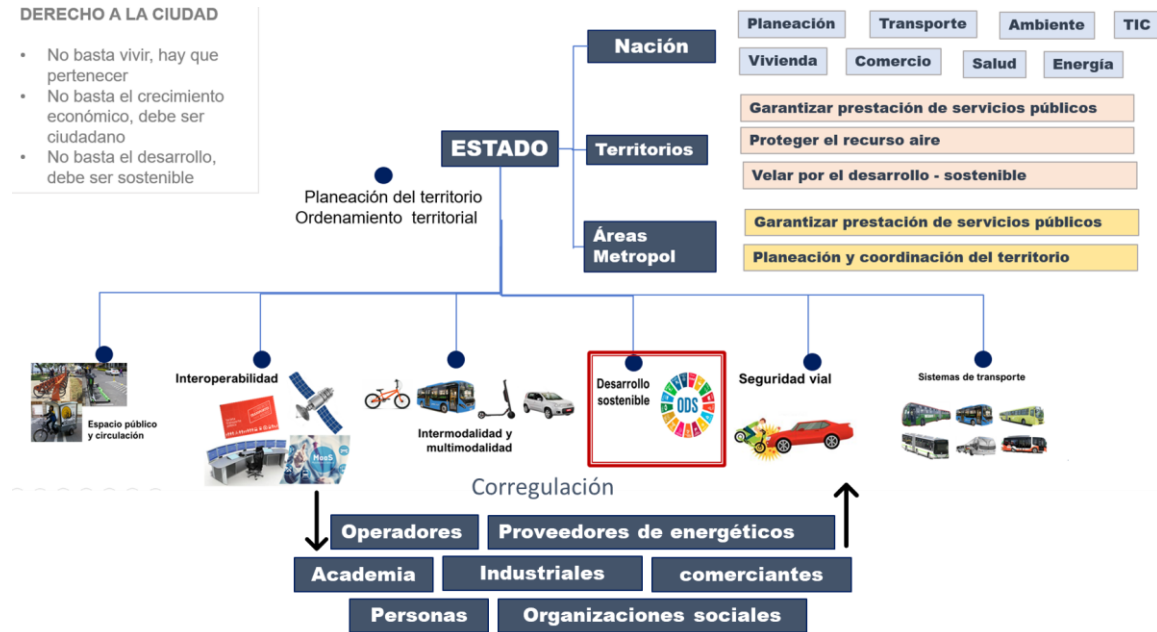 DERECHO A LA CIUDAD
• No basta vivir, hay que
pertenecer
• No basta el crecimiento
económico, debe ser
ciudadano
• No basta el desarrollo,
debe ser sostenible
ESTADO
Planeación del territorio
Ordenamiento territorial
Nación
Planeación
Transporte
Ambiente
TIC
Vivienda
Comercio
Salud
Energía
Territorios
Garantizar prestación de servicios públicos
Proteger el recurso aire
Velar por el desarrollo - sostenible
Áreas
Metropol
Garantizar prestación de servicios públicos
Planeación y coordinación del territorio
Espacio público
y circulación
Interoperabilidad
MaaS
Intermodalidad y
multimodalidad
Desarrollo
sostenible
ODS
Seguridad vial
Sistemas de transporte
Corregulación
Operadores
Proveedores de energéticos
Academia
Industriales
comerciantes
Personas
Organizaciones sociales